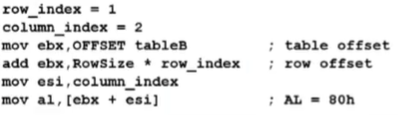 row_index = 1
column_index = 2
mov ebx,OFFSET tableB ; table offset
add ebx,RowSize * row_index ; row offset
mov esi,column_index
mov al,[ebx + esi] ; AL = 80h